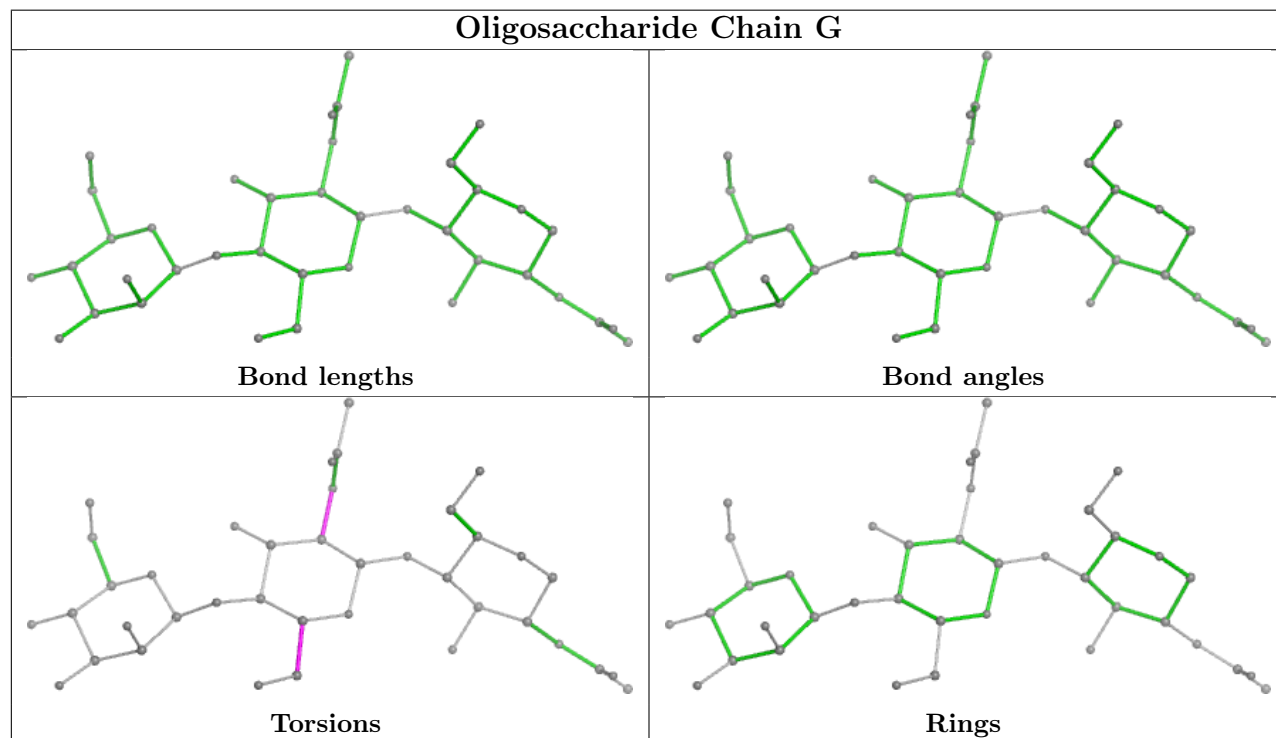 Oligosaccharide Chain G
Bond lengths
Bond angles
Torsions
Rings